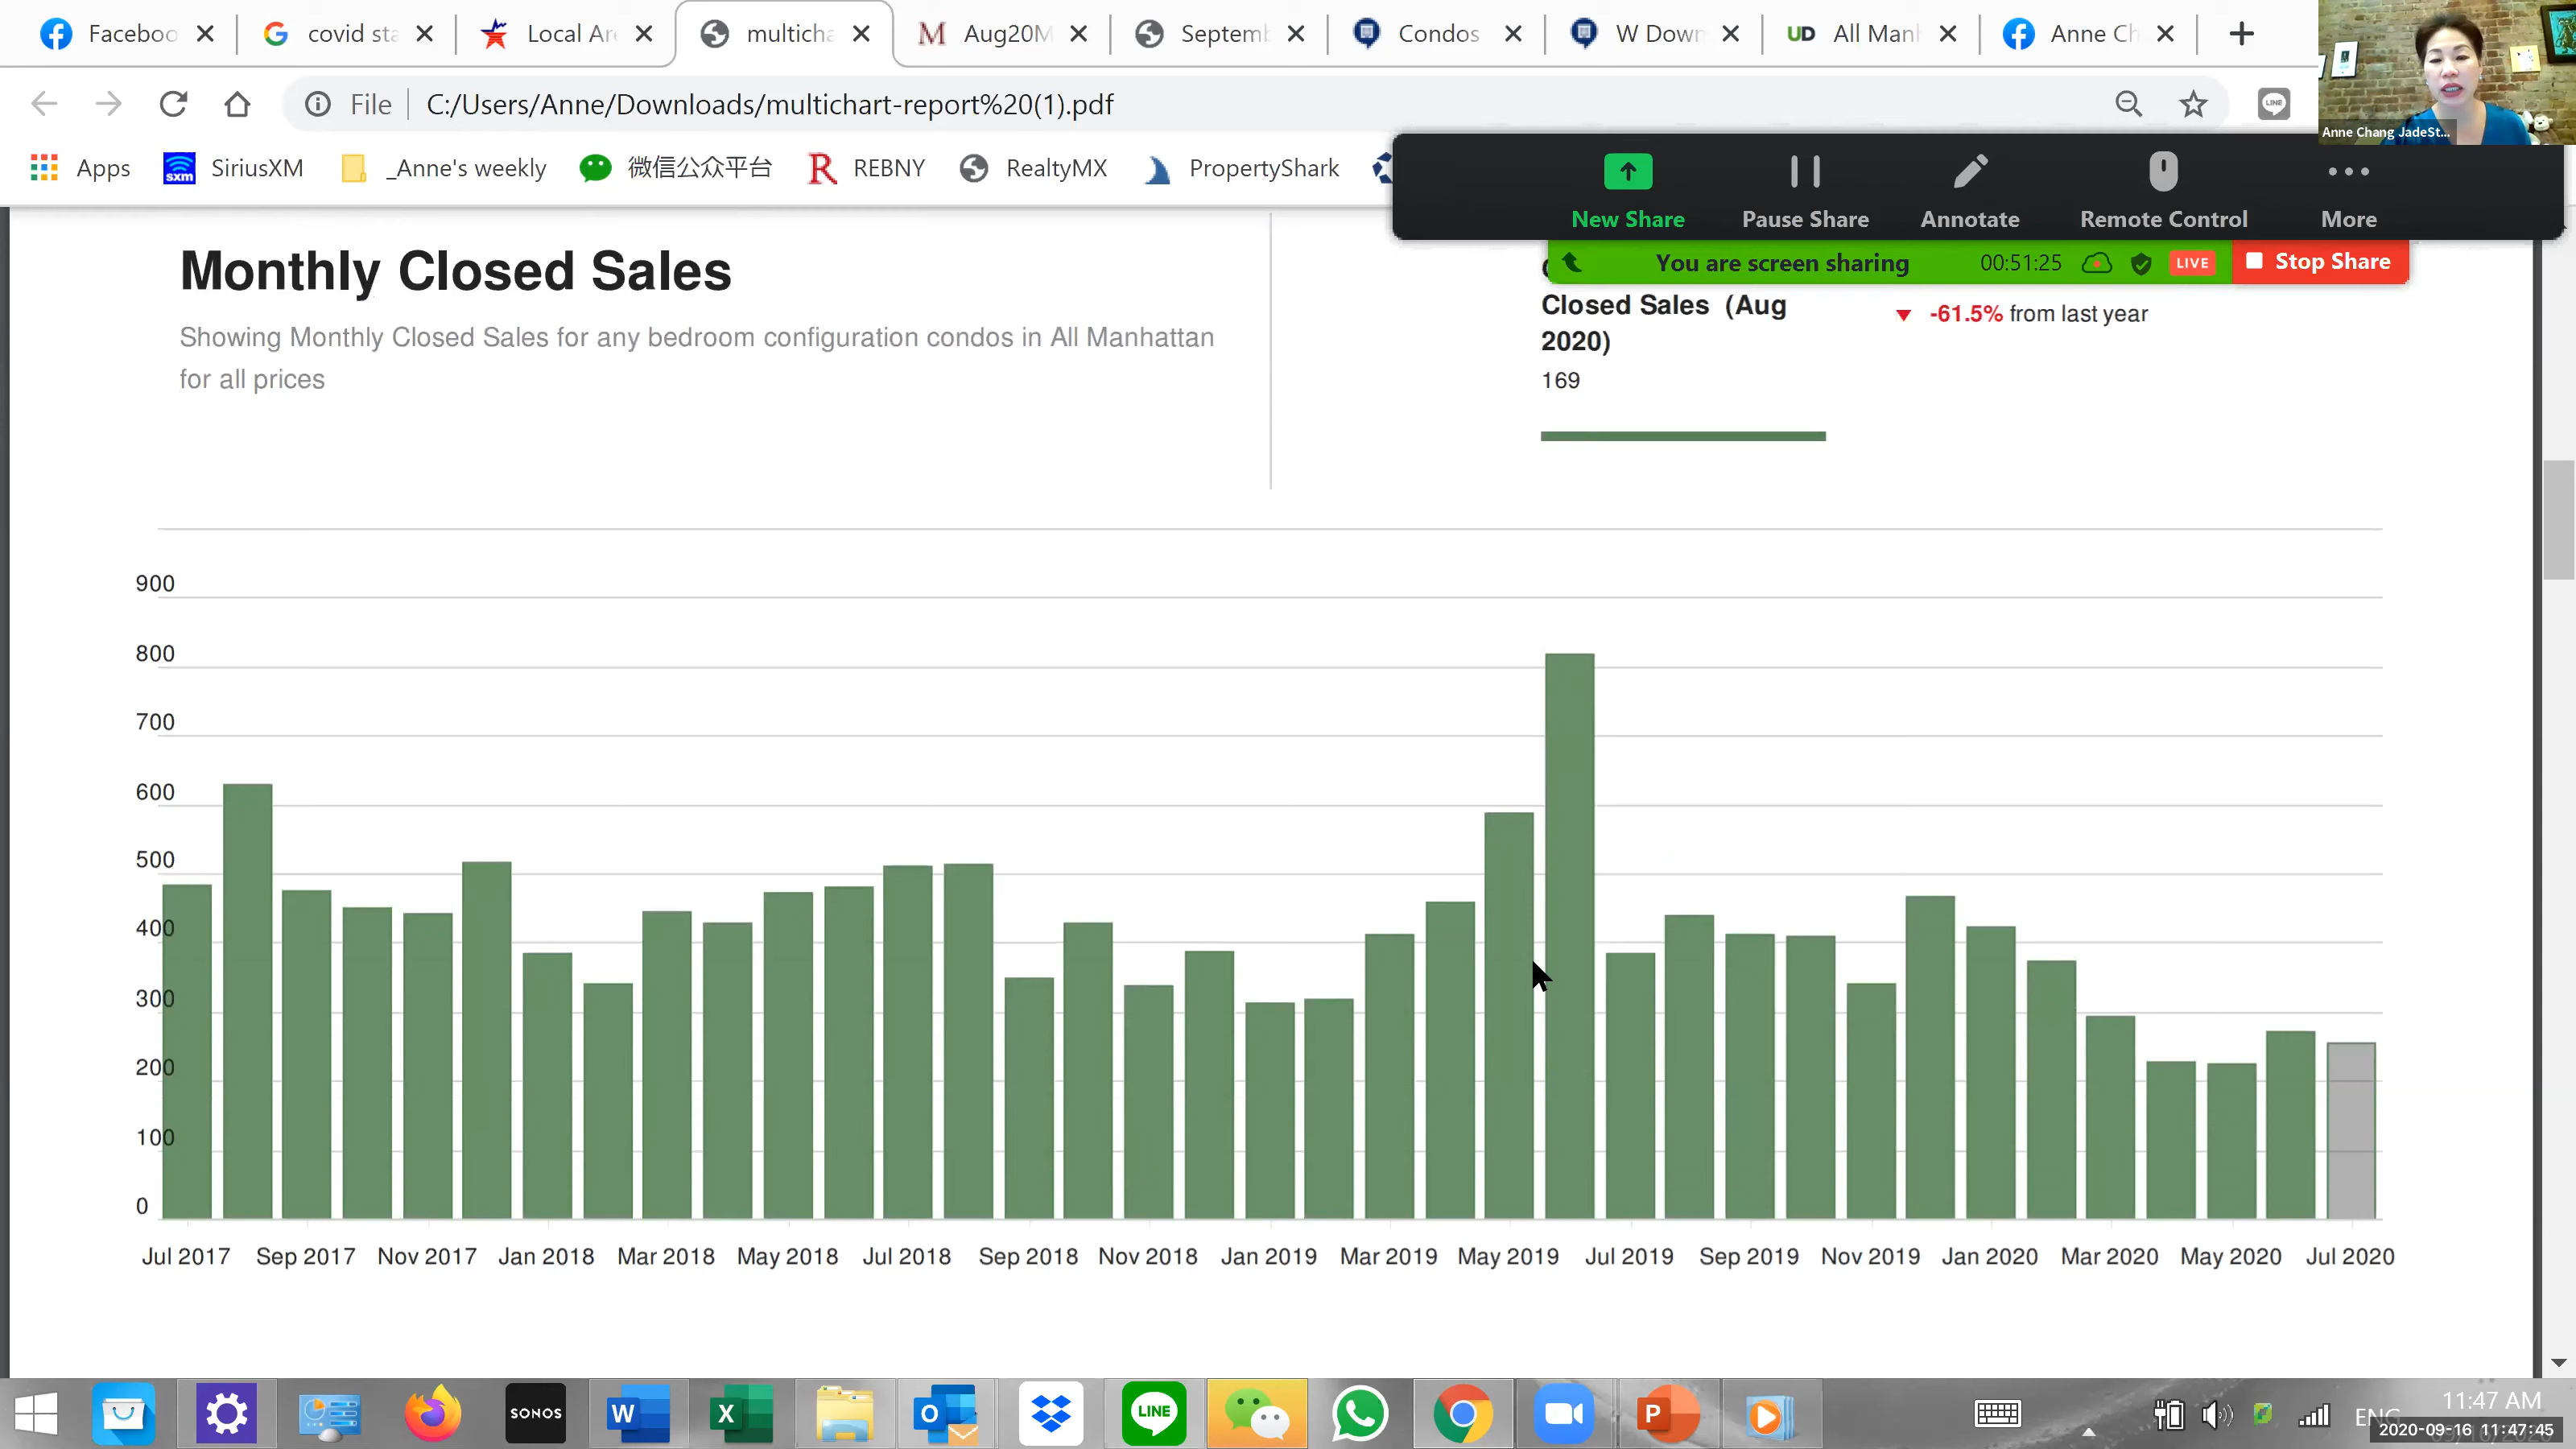 Faceboo
covid sta
Local Are
multicha
Aug20M
Septemb
Condos
W Down
All Manh
Anne Ch
File
C:/Users/Anne/Downloads/multichart-report%20(1).pdf
LINE
Anne Chang JadeSt...
Apps
SiriusXM
_Anne's weekly
微信公众平台
REBNY
RealtyMX
PropertyShark
New Share
Pause Share
Annotate
Remote Control
More
You are screen sharing
00:51:25
LIVE
Stop Share
Monthly Closed Sales
Showing Monthly Closed Sales for any bedroom configuration condos in All Manhattan
for all prices
Closed Sales (Aug
2020)
169
-61.5% from last year
900
800
700
600
500
400
300
200
100
0
Jul 2017
Sep 2017
Nov 2017
Jan 2018
Mar 2018
May 2018
Jul 2018
Sep 2018
Nov 2018
Jan 2019
Mar 2019
May 2019
Jul 2019
Sep 2019
Nov 2019
Jan 2020
Mar 2020
May 2020
Jul 2020
SONOS
LINE
ENG
11:47 AM
2020-09-16 11:47:45